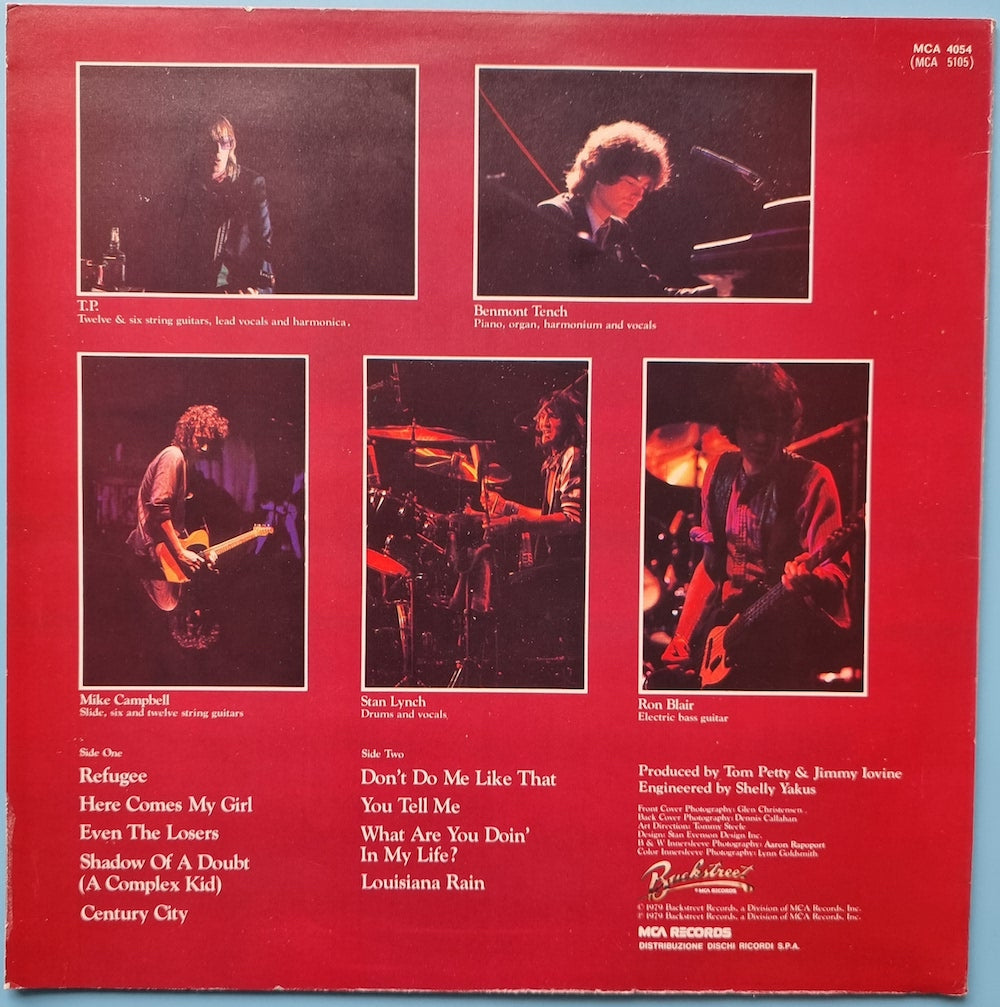 MCA 4054
(MCA 5105)
T.P.
Twelve & six string guitars, lead vocals and harmonica.
Benmont Tench
Piano, organ, harmonium and vocals
Mike Campbell
Slide, six and twelve string guitars
Stan Lynch
Drums and vocals.
Ron Blair
Electric bass guitar
Side One
Refugee
Here Comes My Girl
Even The Losers
Shadow Of A Doubt
(A Complex Kid)
Century City
Side Two
Don't Do Me Like That
You Tell Me
What Are You Doin'
In My Life?
Louisiana Rain
Produced by Tom Petty & Jimmy Iovine
Engineered by Shelly Yakus
Front Cover Photography: Glen Christensen.
Back Cover Photography: Dennis Callahan
Art Direction: Tommy Steele
Design: Stan Evenson Design Inc.
B & W Innersleeve Photography: Aaron Rapoport
Color Innersleeve Photography: Lynn Goldsmith
Backstreet
MCA RECORDS
© 1979 Backstreet Records, a Division of MCA Records, Inc.
℗ 1979 Backstreet Records, a Division of MCA Records, Inc.
MCA RECORDS
DISTRIBUZIONE DISCHI RICORDI S.P.A.